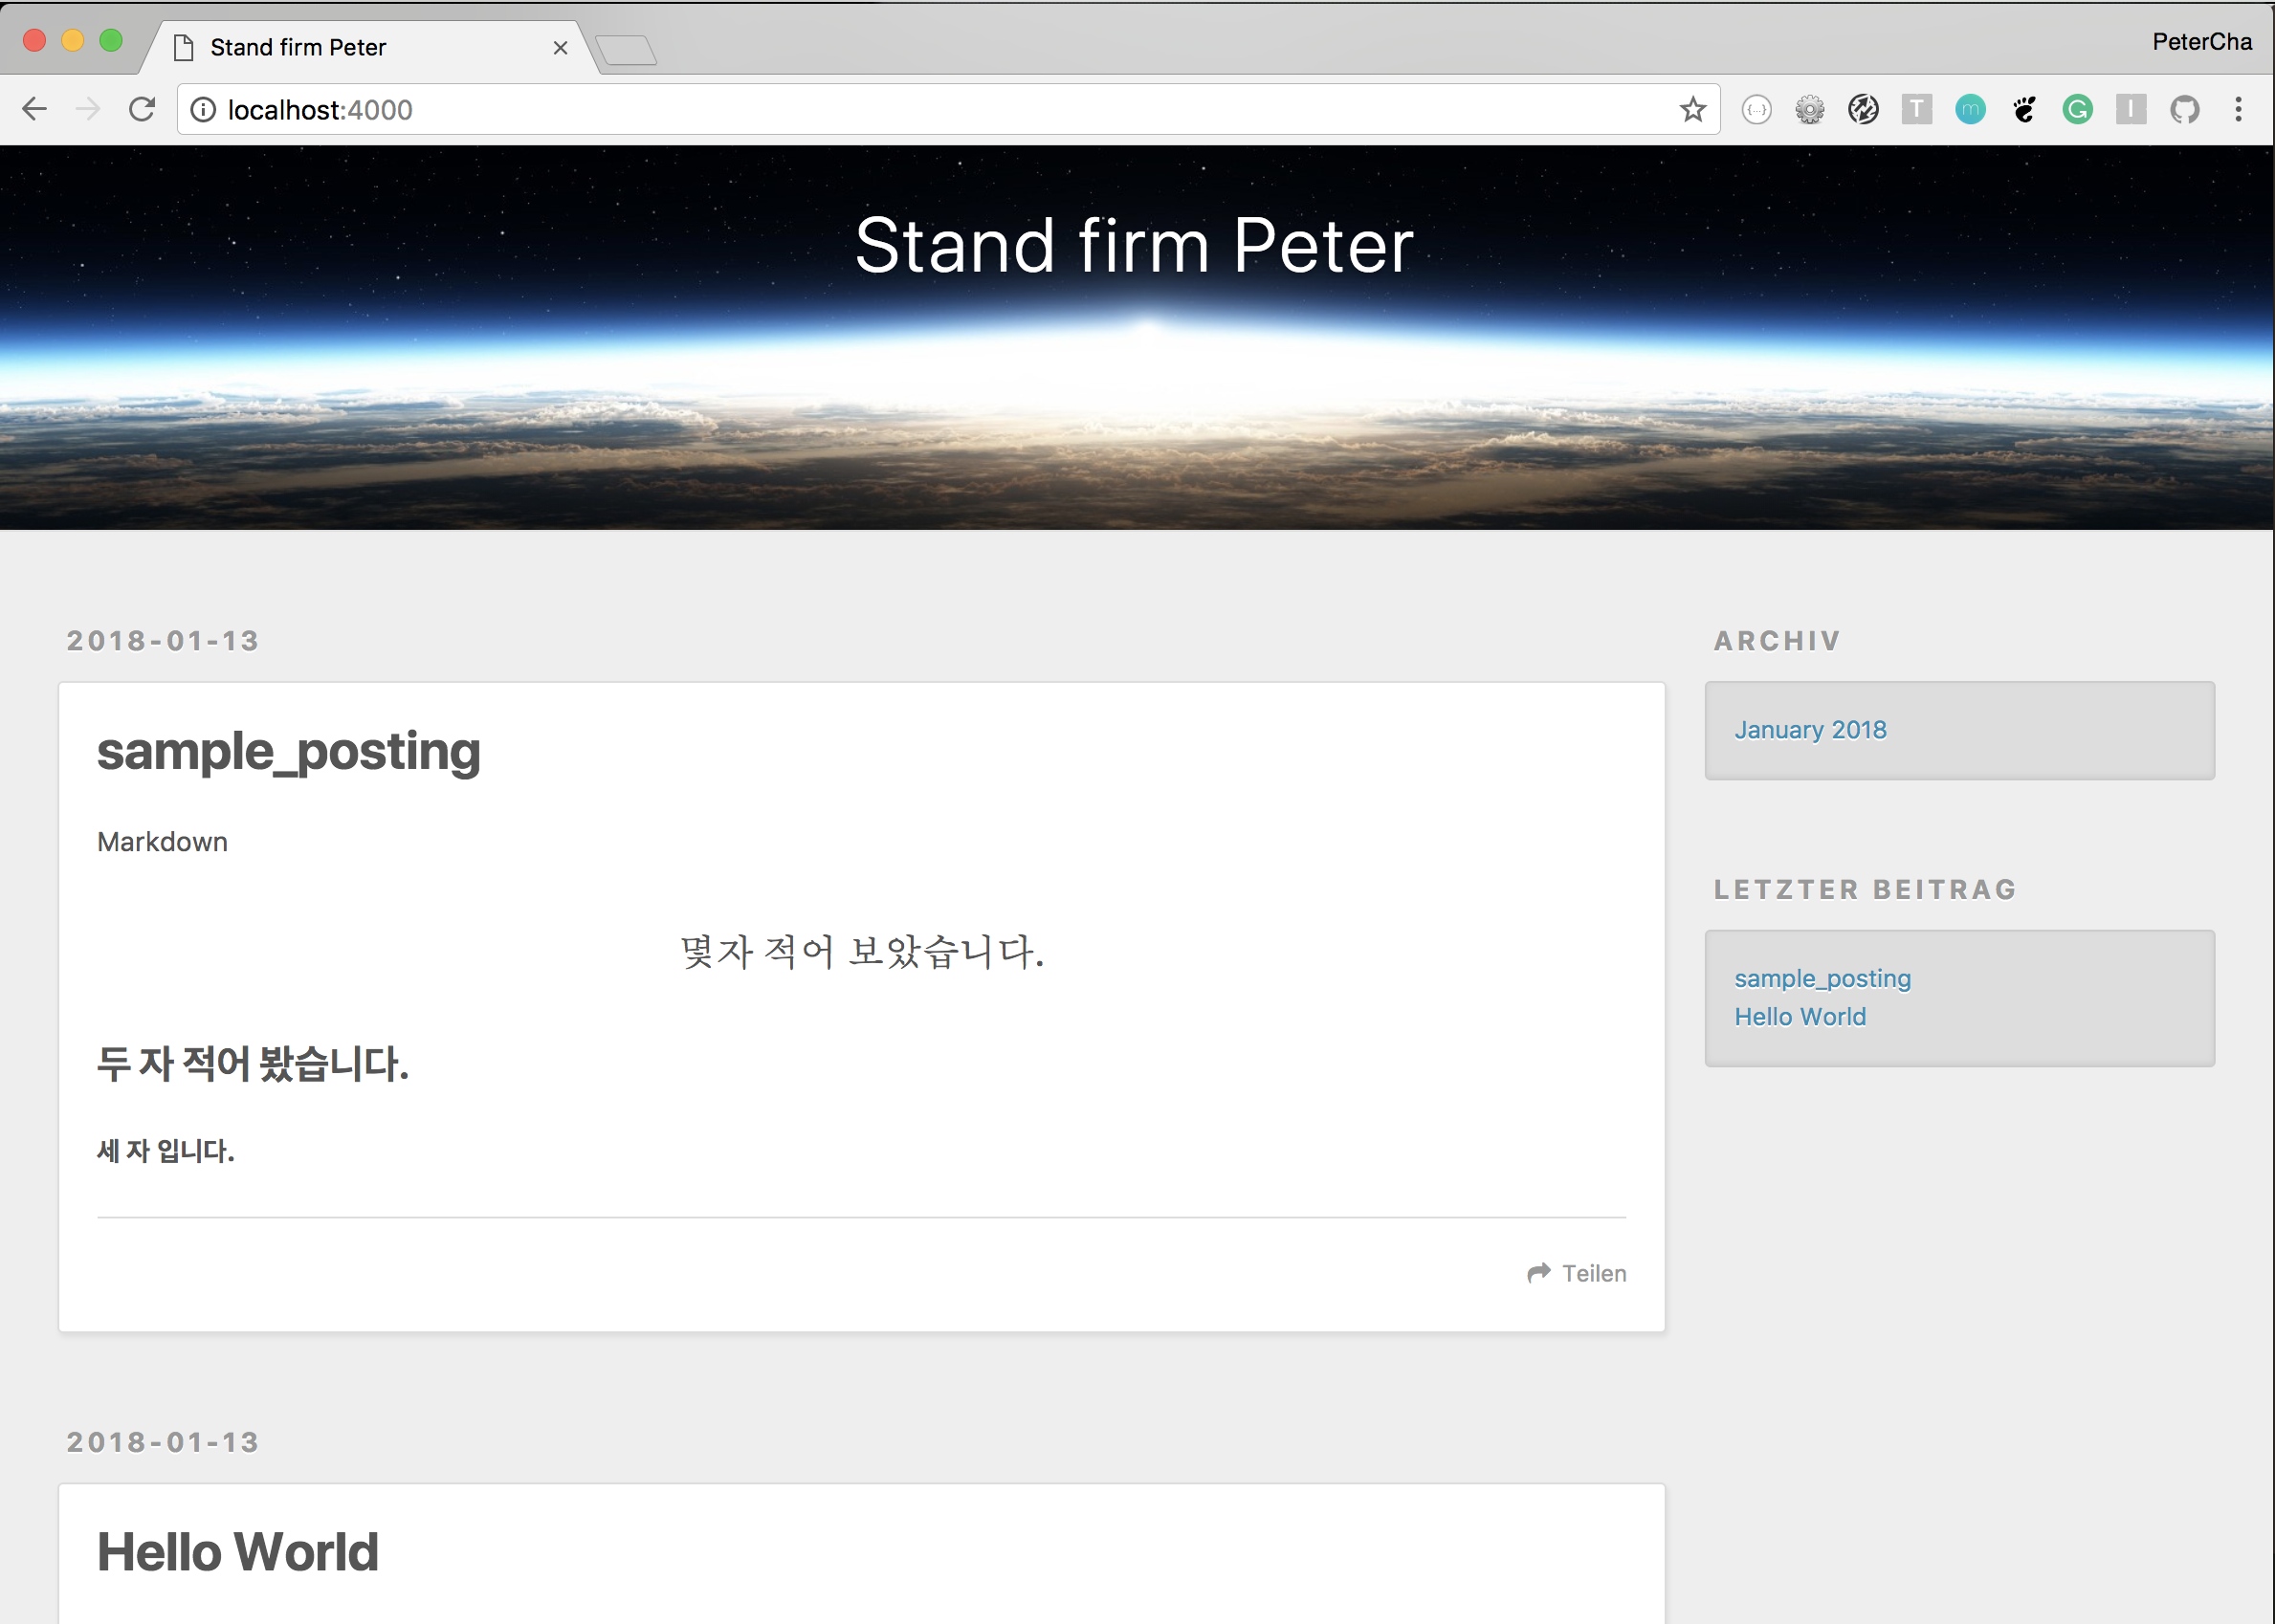 Stand firm Peter
PeterCha
localhost:4000
{...}
T
m
G
I
Stand firm Peter
2018-01-13
sample_posting
Markdown
몇자 적어 보았습니다.
두 자 적어 봤습니다.
세 자 입니다.
Teilen
2018-01-13
Hello World
ARCHIV
January 2018
LETZTER BEITRAG
sample_posting
Hello World